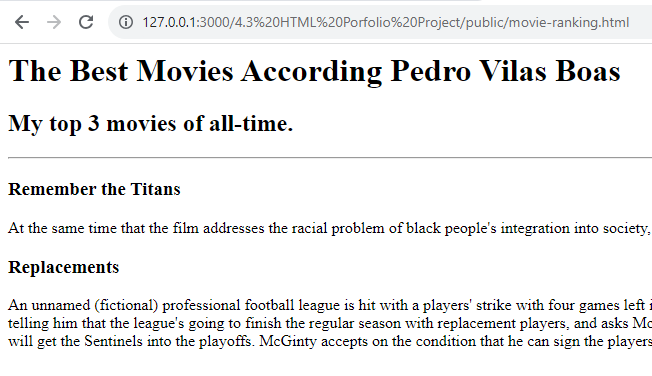 127.0.0.1:3000/4.3%20HTML%20Porfolio%20Project/public/movie-ranking.html
The Best Movies According Pedro Vilas Boas
My top 3 movies of all-time.
Remember the Titans
At the same time that the film addresses the racial problem of black people's integration into society,
Replacements
An unnamed (fictional) professional football league is hit with a players' strike with four games left
telling him that the league's going to finish the regular season with replacement players, and asks
will get the Sentinels into the playoffs. McGinty accepts on the condition that he can sign the players